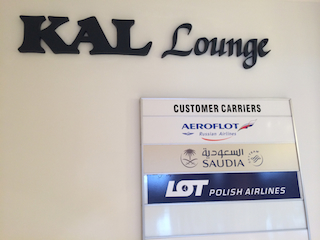 KAL Lounge
CUSTOMER CARRIERS
AEROFLOT
Russian Airlines
السعودية
SAUDIA
LOT POLISH AIRLINES